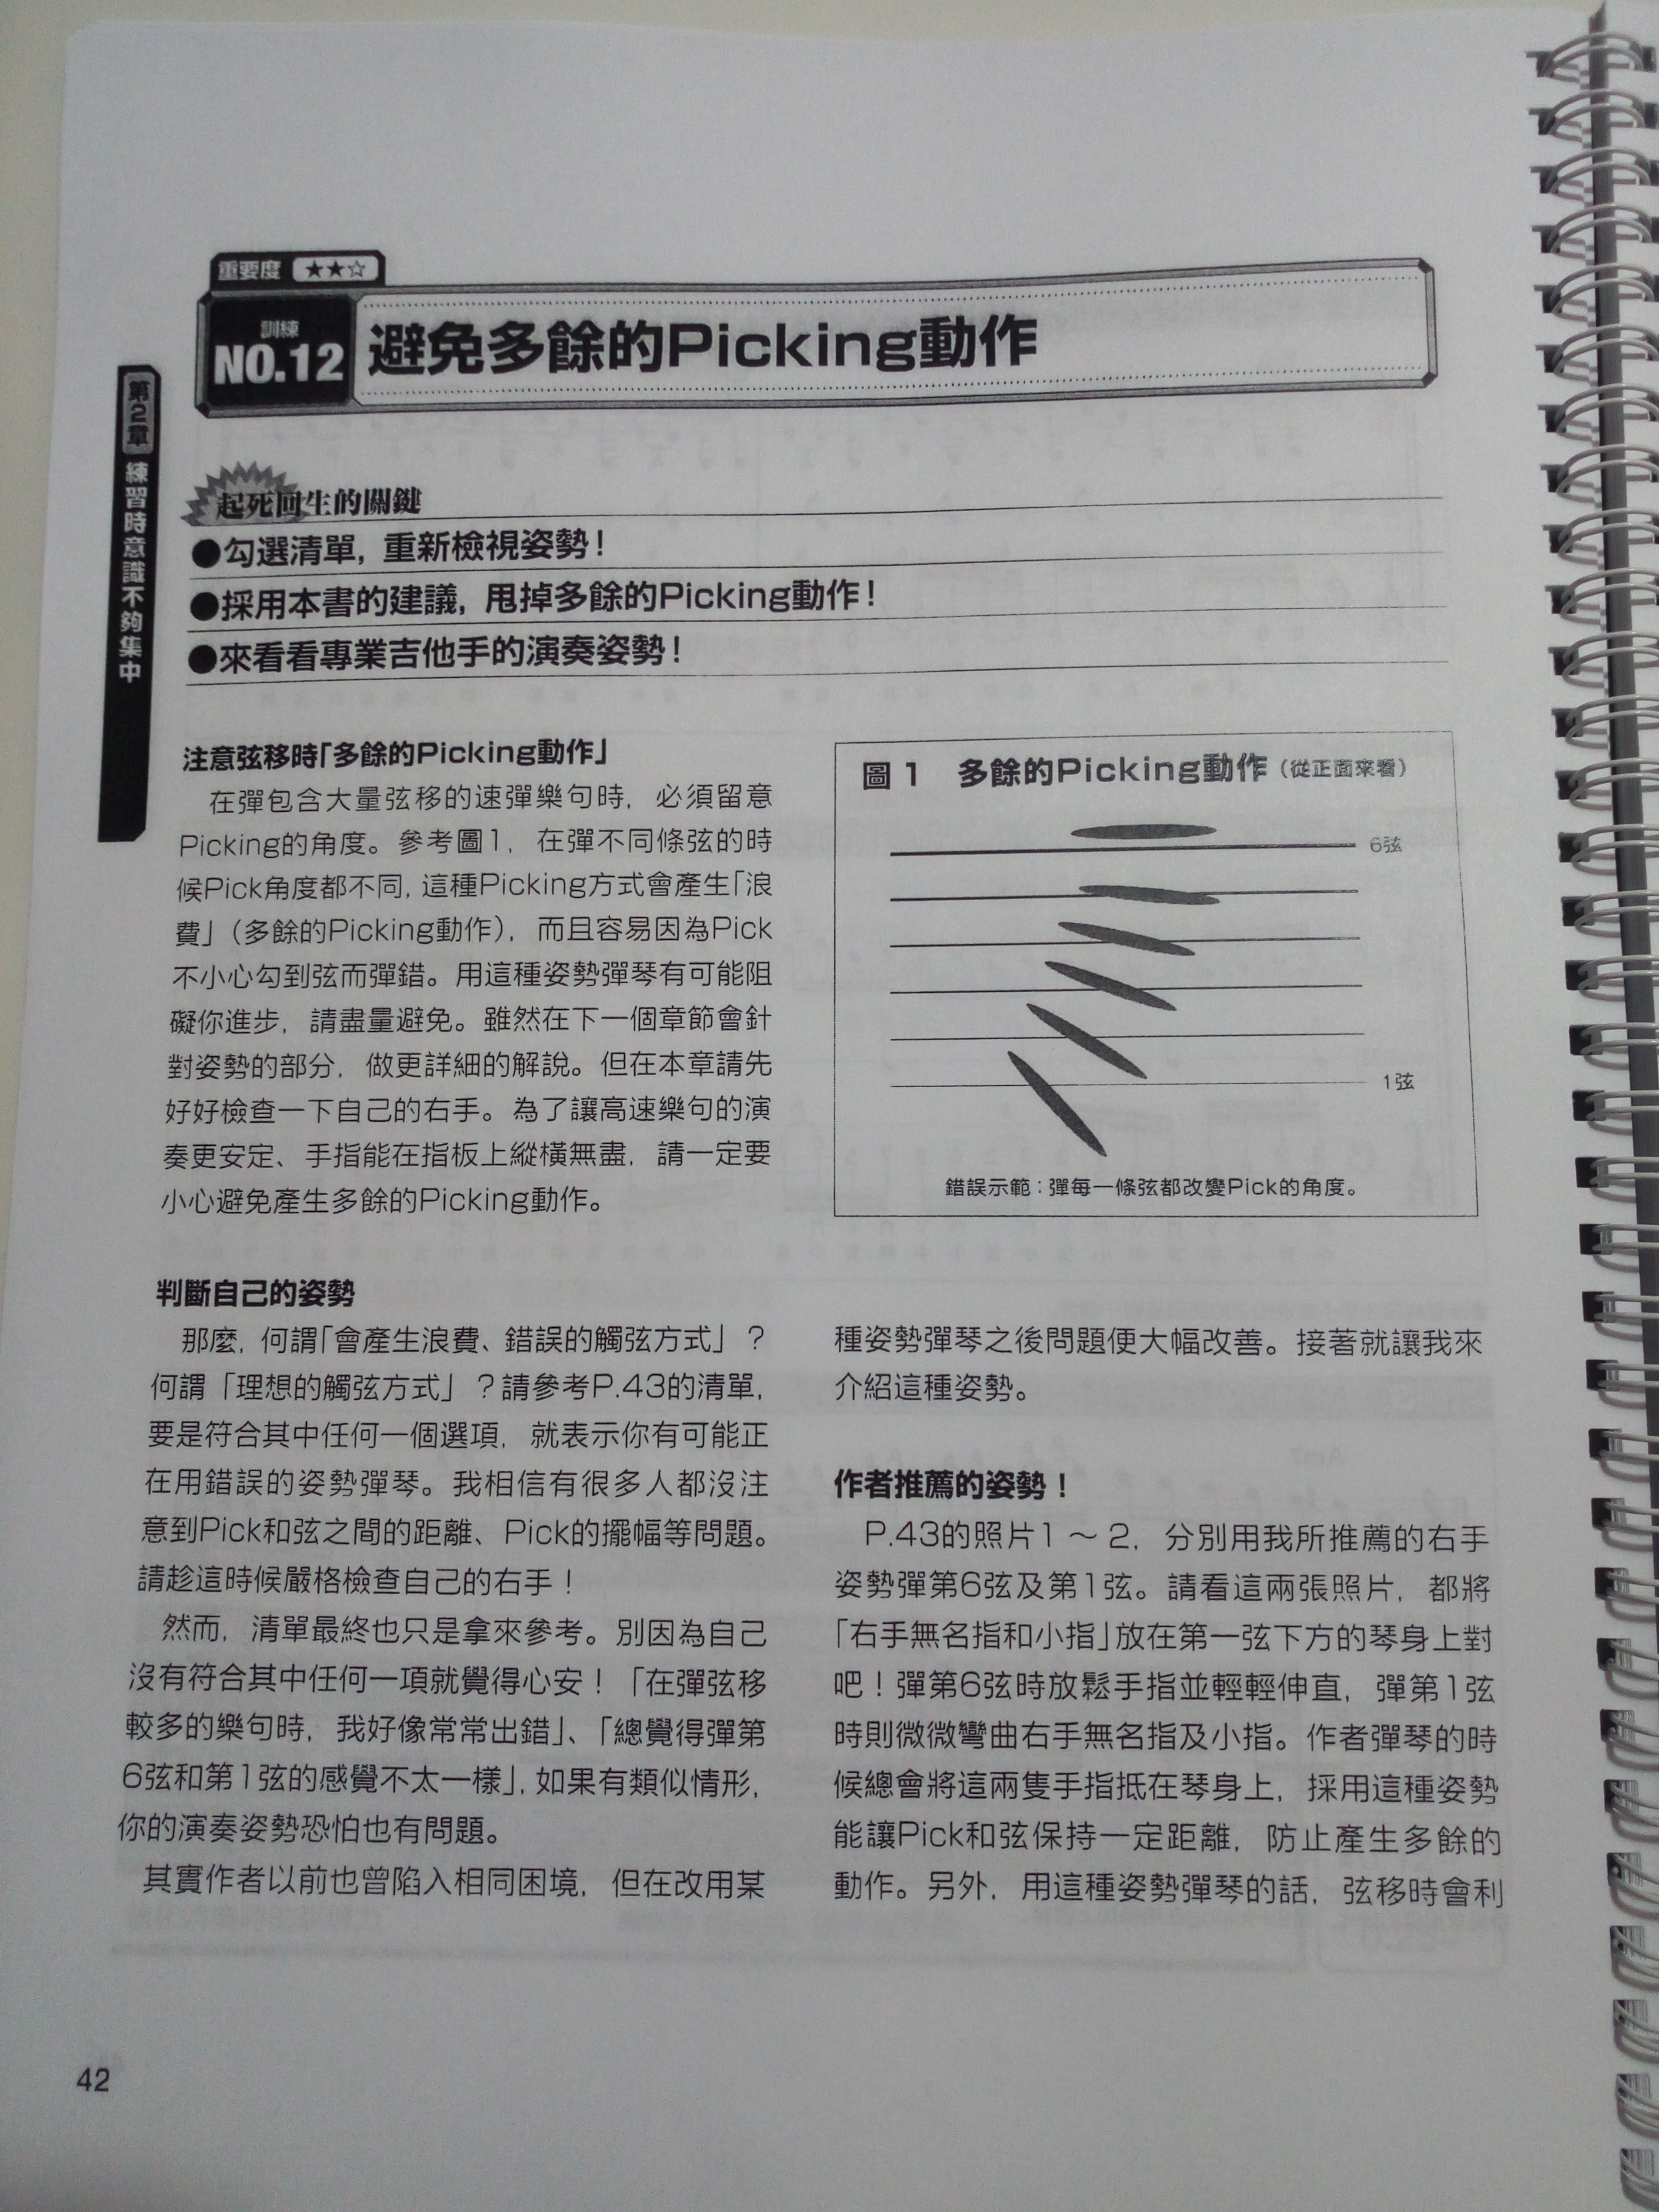 重要度 ★★☆
訓練
NO.12
避免多餘的Picking動作
第2章 練習時意識不夠集中
起死回生的關鍵
●勾選清單，重新檢視姿勢！
●採用本書的建議，甩掉多餘的Picking動作！
●來看看專業吉他手的演奏姿勢！
注意弦移時「多餘的Picking動作」
在彈包含大量弦移的速彈樂句時，必須留意
Picking的角度。參考圖1，在彈不同條弦的時
候Pick角度都不同，這種Picking方式會產生「浪
費」（多餘的Picking動作），而且容易因為Pick
不小心勾到弦而彈錯。用這種姿勢彈琴有可能阻
礙你進步，請盡量避免。雖然在下一個章節會針
對姿勢的部分，做更詳細的解說。但在本章請先
好好檢查一下自己的右手。為了讓高速樂句的演
奏更安定、手指能在指板上縱橫無盡，請一定要
小心避免產生多餘的Picking動作。
圖1 多餘的Picking動作（從正面來看）
6弦
1弦
錯誤示範：彈每一條弦都改變Pick的角度。
判斷自己的姿勢
那麼，何謂「會產生浪費、錯誤的觸弦方式」？
何謂「理想的觸弦方式」？請參考P.43的清單，
要是符合其中任何一個選項，就表示你有可能正
在用錯誤的姿勢彈琴。我相信有很多人都沒注
意到Pick和弦之間的距離、Pick的擺幅等問題。
請趁這時候嚴格檢查自己的右手！
然而，清單最終也只是拿來參考。別因為自己
沒有符合其中任何一項就覺得心安！「在彈弦移
較多的樂句時，我好像常常出錯」、「總覺得彈第
6弦和第1弦的感覺不太一樣」，如果有類似情形，
你的演奏姿勢恐怕也有問題。
其實作者以前也曾陷入相同困境，但在改用某
種姿勢彈琴之後問題便大幅改善。接著就讓我來
介紹這種姿勢。
作者推薦的姿勢！
P.43的照片1～2，分別用我所推薦的右手
姿勢彈第6弦及第1弦。請看這兩張照片，都將
「右手無名指和小指」放在第一弦下方的琴身上對
吧！彈第6弦時放鬆手指並輕輕伸直，彈第1弦
時則微微彎曲右手無名指及小指。作者彈琴的時
候總會將這兩隻手指抵在琴身上，採用這種姿勢
能讓Pick和弦保持一定距離，防止產生多餘的
動作。另外，用這種姿勢彈琴的話，弦移時會利
42